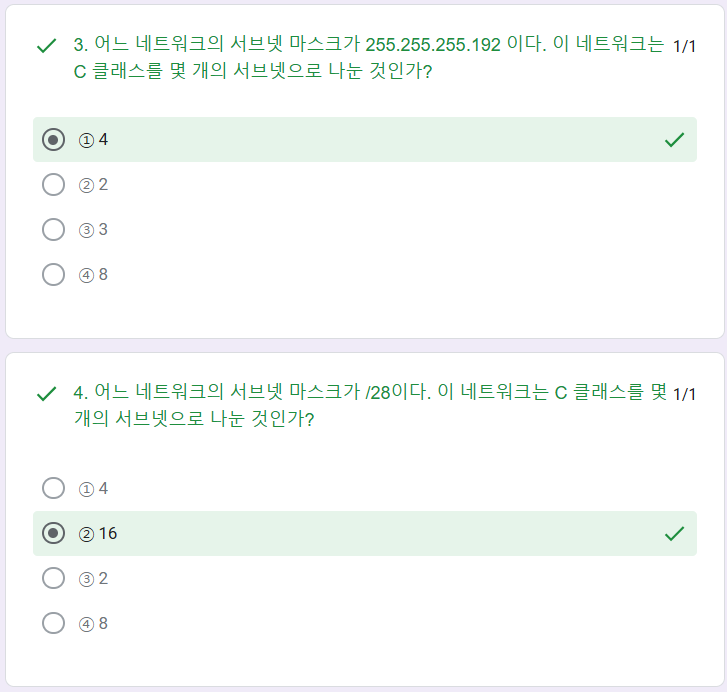 3. 어느 네트워크의 서브넷 마스크가 255.255.255.192 이다. 이 네트워크는 1/1
C 클래스를 몇 개의 서브넷으로 나눈 것인가?
① 4
② 2
③ 3
④ 8
4. 어느 네트워크의 서브넷 마스크가 /28이다. 이 네트워크는 C 클래스를 몇 1/1
개의 서브넷으로 나눈 것인가?
① 4
② 16
③ 2
④ 8